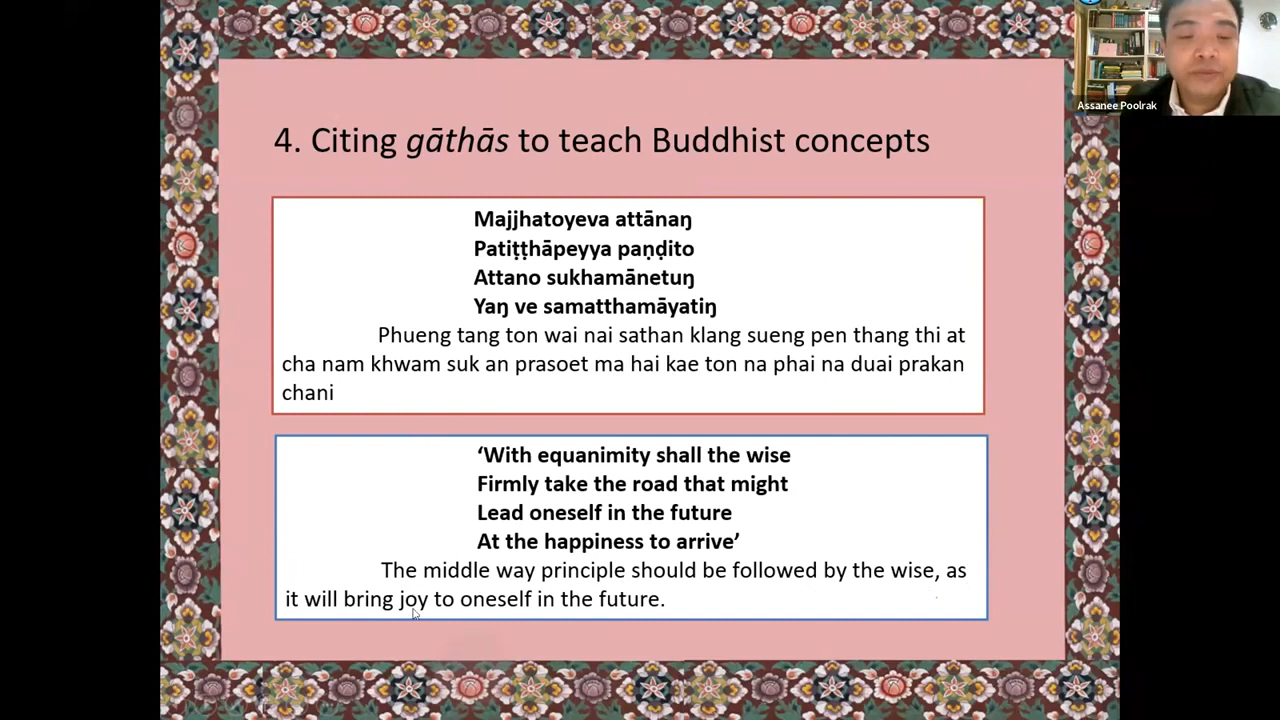 Assanee Poolrak
4. Citing gāthās to teach Buddhist concepts
Majjhatoyeva attānaŋ
Patiṭṭhāpeyya paṇḍito
Attano sukhamānetuŋ
Yaŋ ve samatthamāyatiŋ
Phueng tang ton wai nai sathan klang sueng pen thang thi at
cha nam khwam suk an prasoet ma hai kae ton na phai na duai prakan
chani
‘With equanimity shall the wise
Firmly take the road that might
Lead oneself in the future
At the happiness to arrive’
The middle way principle should be followed by the wise, as
it will bring joy to oneself in the future.